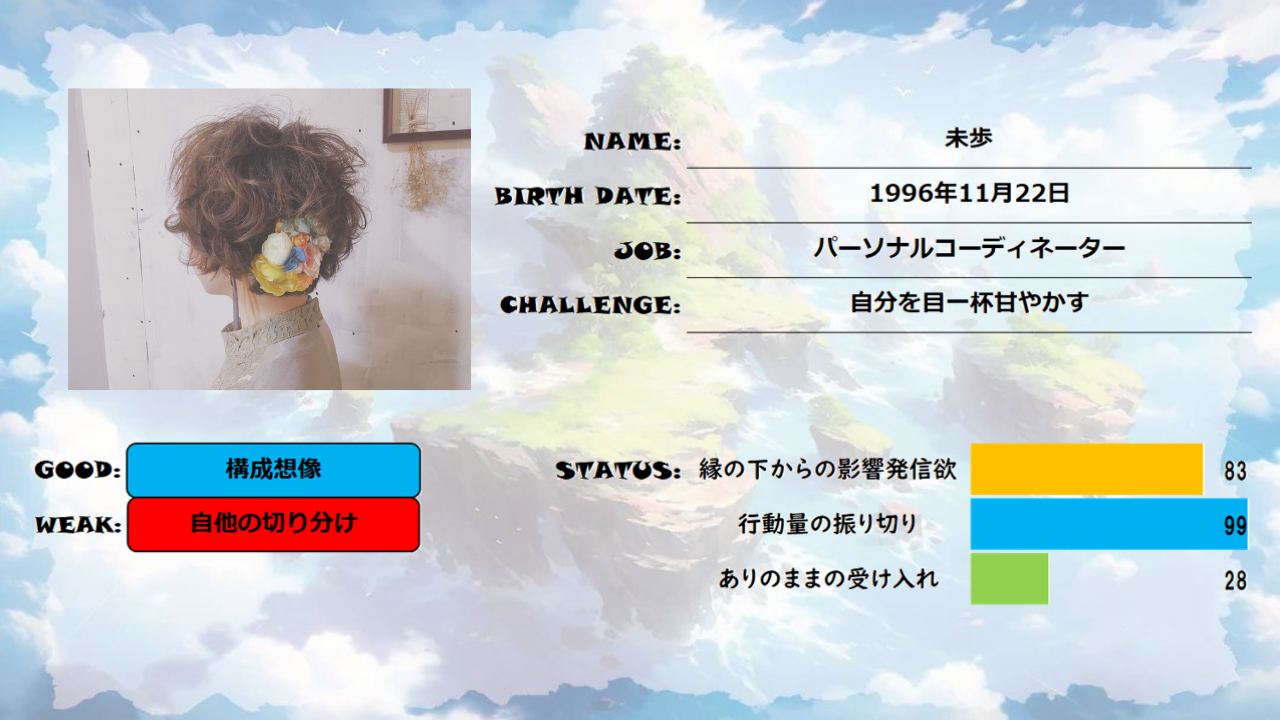 NAME: 未歩
BIRTH DATE: 1996年11月22日
JOB: パーソナルコーディネーター
CHALLENGE: 自分を目一杯甘やかす
GOOD: 構成想像
WEAK: 自他の切り分け
STATUS: 縁の下からの影響発信欲 83
行動量の振り切り 99
ありのままの受け入れ 28